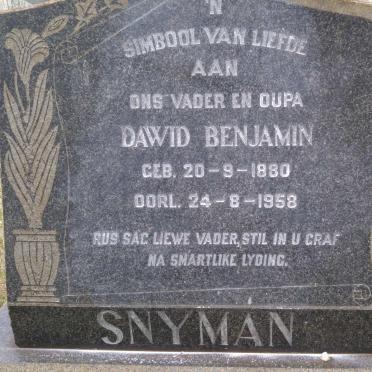 'N
SIMBOOL VAN LIEFDE
AAN
ONS VADER EN OUPA
DAWID BENJAMIN
GEB. 20-9-1880
OORL. 24-8-1958
RUS SAG LIEWE VADER, STIL IN U GRAF
NA SMARTLIKE LYDING.
SNYMAN